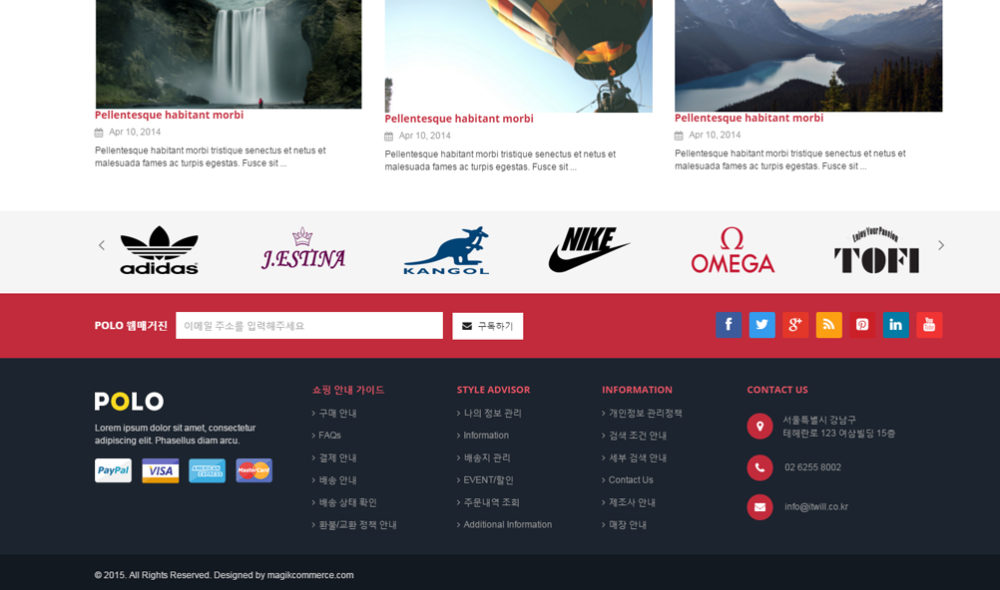 Pellentesque habitant morbi
Apr 10, 2014
Pellentesque habitant morbi tristique senectus et netus et
malesuada fames ac turpis egestas. Fusce sit ...
Pellentesque habitant morbi
Apr 10, 2014
Pellentesque habitant morbi tristique senectus et netus et
malesuada fames ac turpis egestas. Fusce sit ...
Pellentesque habitant morbi
Apr 10, 2014
Pellentesque habitant morbi tristique senectus et netus et
malesuada fames ac turpis egestas. Fusce sit ...
adidas
J.ESTINA
KANGOL
NIKE
OMEGA
Enjoy Your Passion
TOFI
POLO 웹매거진
이메일 주소를 입력해주세요
구독하기
You Tube
POLO
Lorem ipsum dolor sit amet, consectetur
adipiscing elit. Phasellus diam arcu.
PayPal
VISA
AMERICAN EXPRESS
MasterCard
쇼핑 안내 가이드
구매 안내
FAQs
결제 안내
배송 안내
배송 상태 확인
환불/교환 정책 안내
STYLE ADVISOR
나의 정보 관리
Information
배송지 관리
EVENT/할인
주문내역 조회
Additional Information
INFORMATION
개인정보 관리정책
검색 조건 안내
세부 검색 안내
Contact Us
제조사 안내
매장 안내
CONTACT US
서울특별시 강남구
테헤란로 123 여삼빌딩 15층
02 6255 8002
info@itwill.co.kr
© 2015. All Rights Reserved. Designed by magikcommerce.com